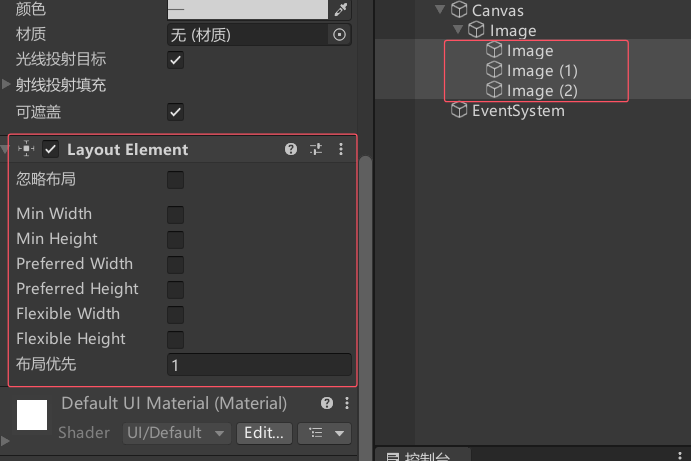 颜色
材质
无 (材质)
光线投射目标
射线投射填充
可遮盖
Layout Element
忽略布局
Min Width
Min Height
Preferred Width
Preferred Height
Flexible Width
Flexible Height
布局优先
1
Default UI Material (Material)
Shader
UI/Default
Edit...
Canvas
Image
Image
Image (1)
Image (2)
EventSystem
控制台